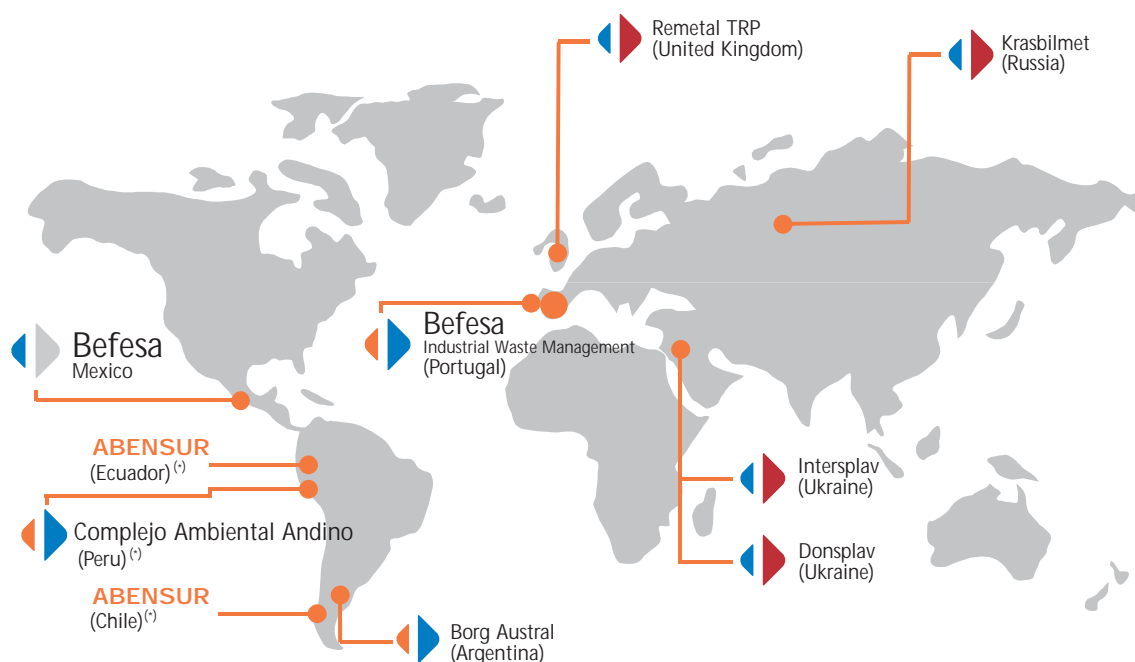 Remetal TRP
(United Kingdom)
Krasbilmet
(Russia)
Befesa
Mexico
Befesa
Industrial Waste Management
(Portugal)
ABENSUR
(Ecuador) (*)
Complejo Ambiental Andino
(Peru) (*)
ABENSUR
(Chile) (*)
Borg Austral
(Argentina)
Intersplav
(Ukraine)
Donsplav
(Ukraine)